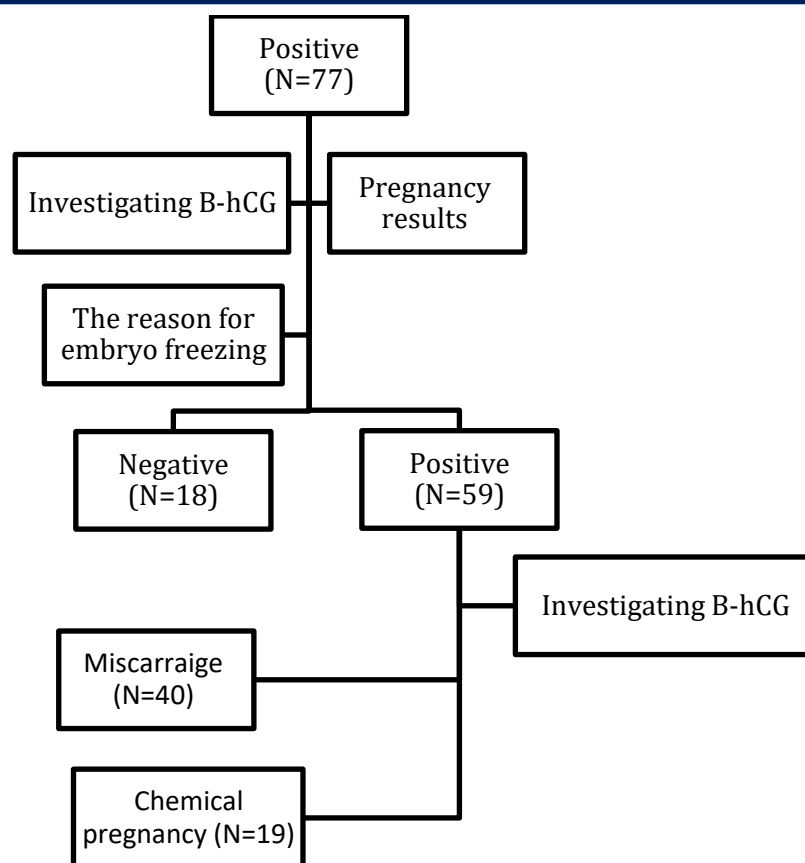 Positive
(N=77)
Investigating B-hCG
Pregnancy
results
The reason for
embryo freezing
Negative
(N=18)
Positive
(N=59)
Investigating B-hCG
Miscarraige
(N=40)
Chemical
pregnancy (N=19)